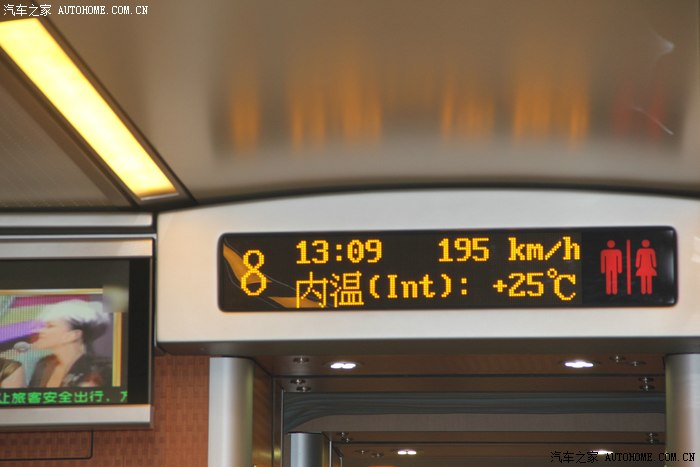 汽车之家 AUTOHOME.COM.CN
8
13:09 195 km/h
内温(Int): +25℃
让旅客安全出行,
汽车之家 AUTOHOME.COM.CN